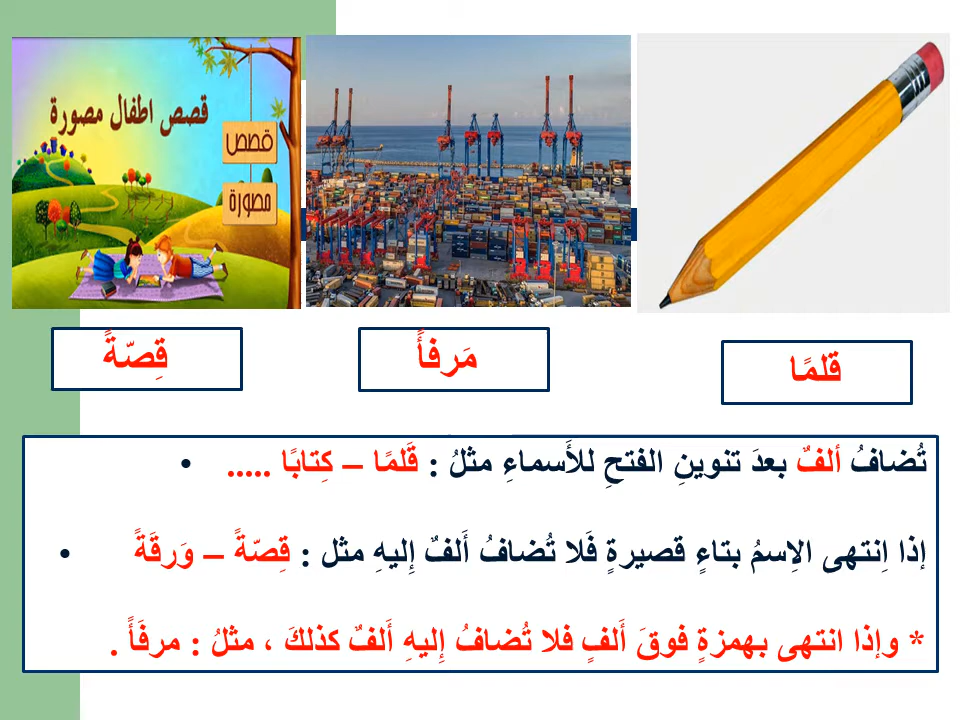 قصص اطفال مصورة
قصص
مصورة
قلمًا
مَرفأً
قِصّةً
تُضافُ ألفٌ بعدَ تنوينِ الفتحِ للأَسماءِ مثلُ : قَلمًا – كِتابًا ..... •
إذا اِنتهى الاِسمُ بتاءٍ قصيرةٍ فَلا تُضافُ أَلفٌ إِليهِ مثل : قِصّةً – وَرقَةً •
* وإذا انتهى بهمزةٍ فوقَ أَلفٍ فلا تُضافُ إِليهِ أَلفٌ كذلكَ ، مثلُ : مرفَأً .